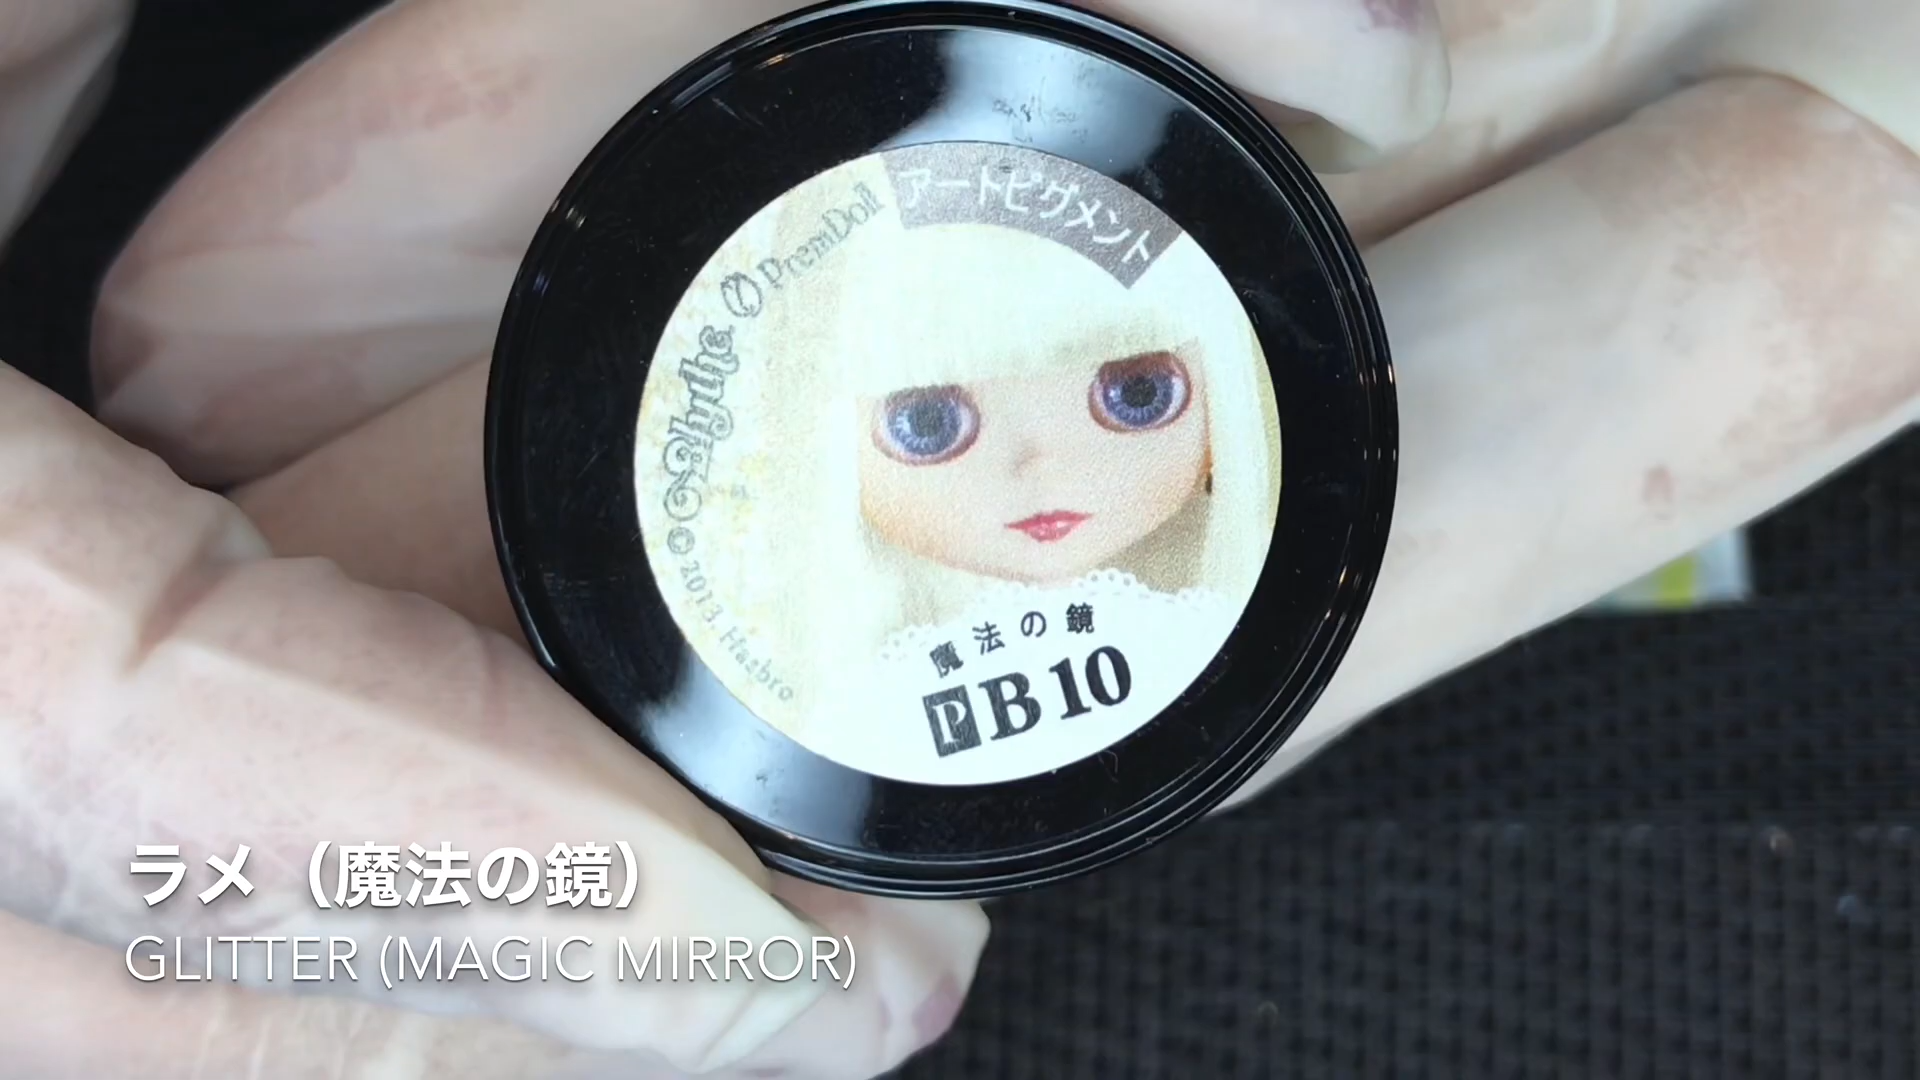 アートピグメント
Blythe PremDoll
© 2013 Hasbro
魔法の鏡
PB10
ラメ（魔法の鏡）
GLITTER (MAGIC MIRROR)